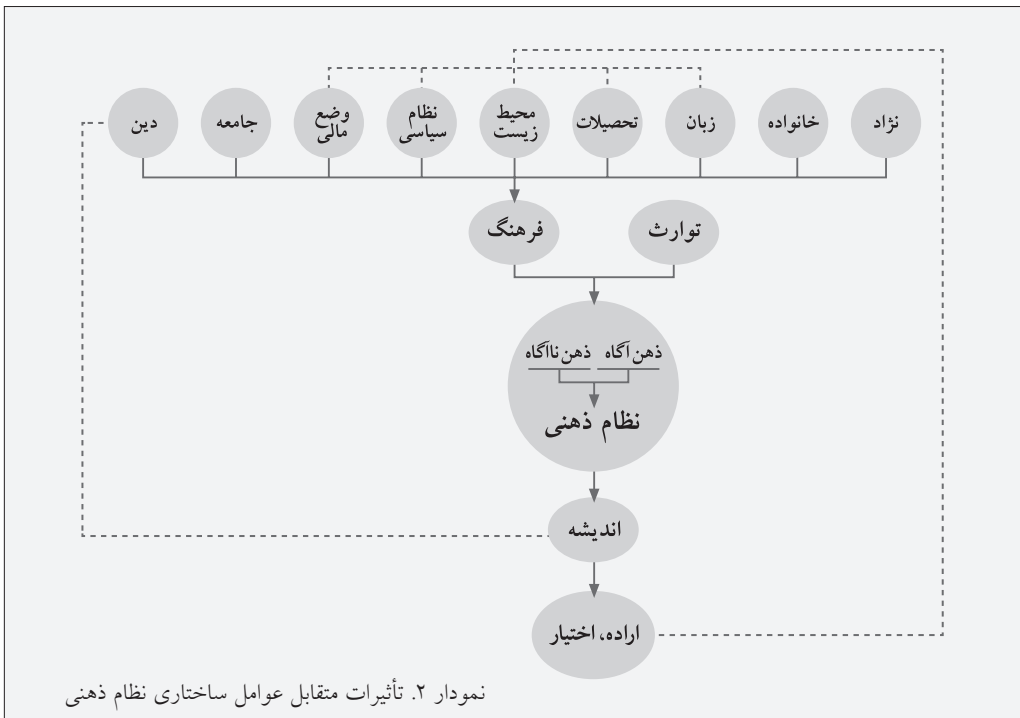 نژاد
خانواده
زبان
تحصیلات
محیط
زیست
نظام
سیاسی
وضع
مالی
جامعه
دین
توارث
فرهنگ
ذهن آگاه
ذهن ناآگاه
نظام ذهنی
اندیشه
اراده، اختیار
نمودار ۲. تأثیرات متقابل عوامل ساختاری نظام ذهنی